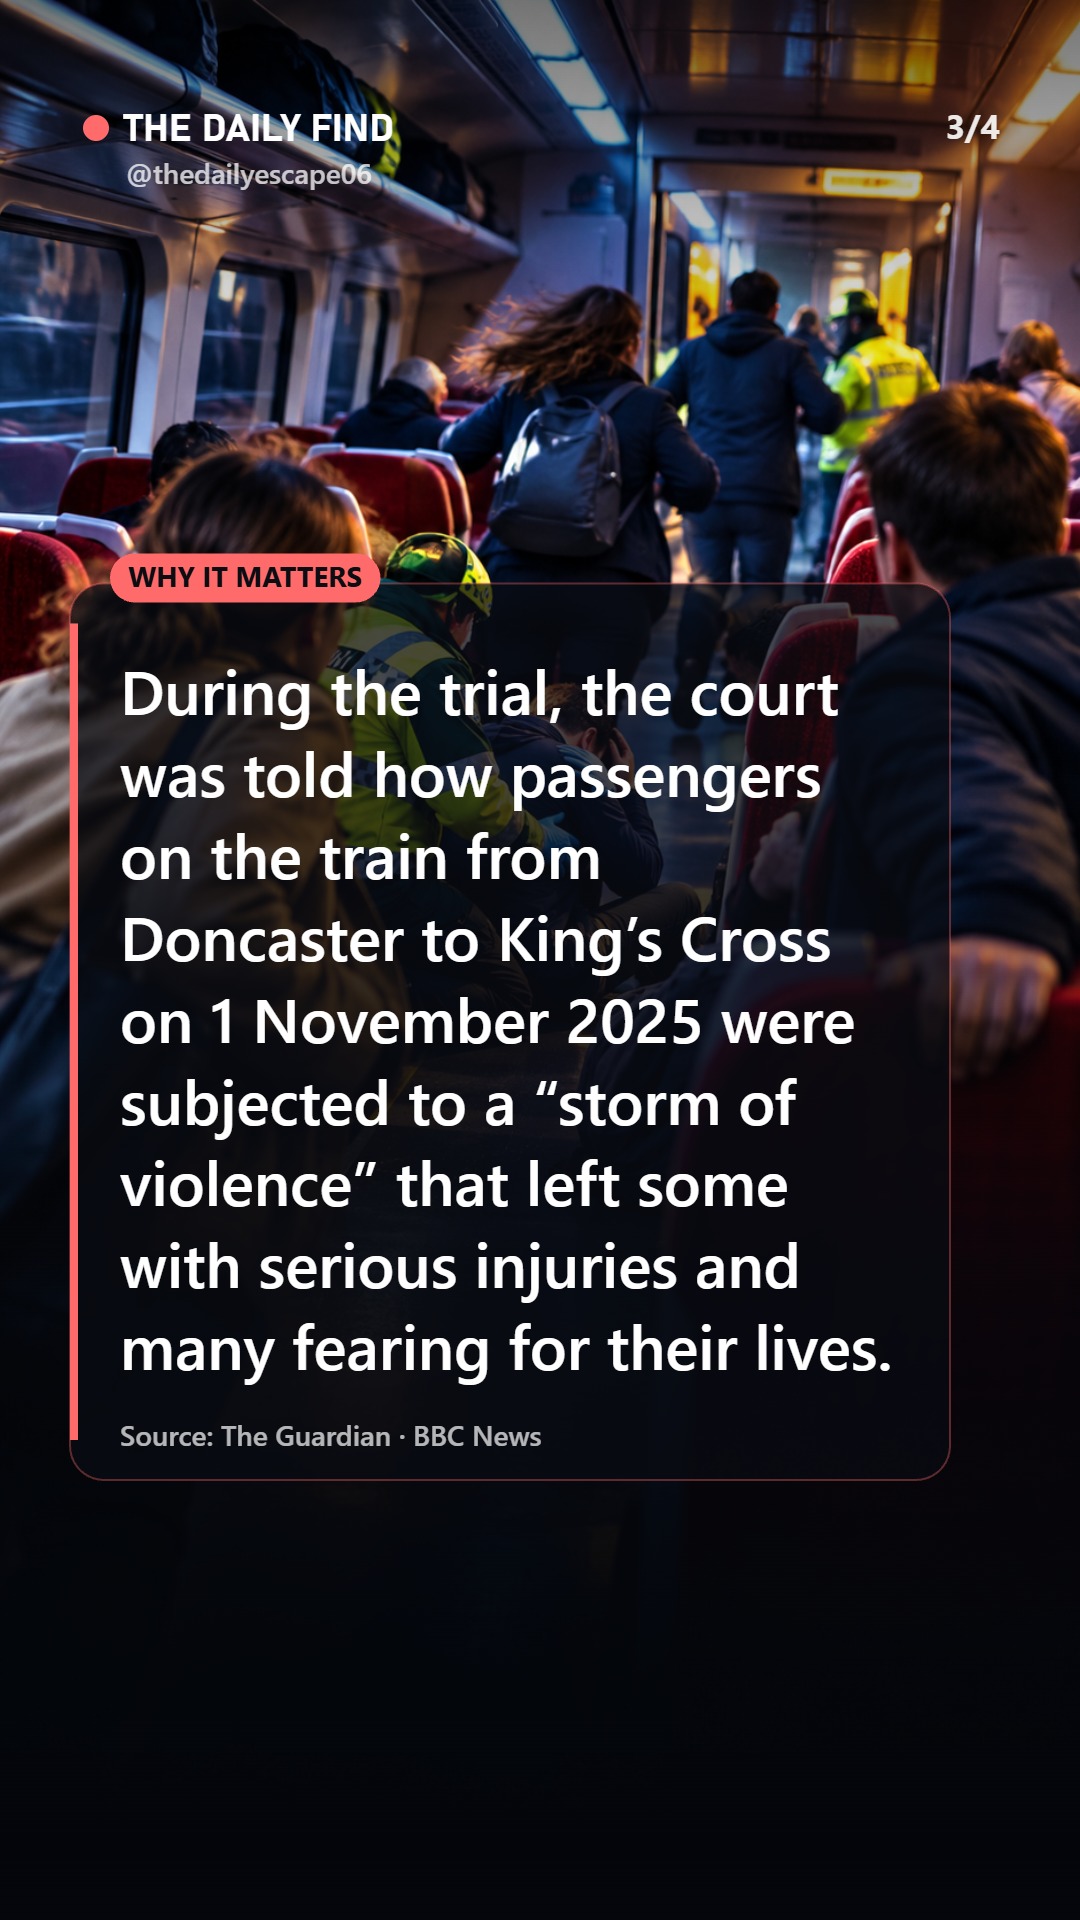 THE DAILY FIND
3/4
@thedailyescape06
WHY IT MATTERS
During the trial, the court
was told how passengers
on the train from
Doncaster to King’s Cross
on 1 November 2025 were
subjected to a “storm of
violence” that left some
with serious injuries and
many fearing for their lives.
Source: The Guardian · BBC News